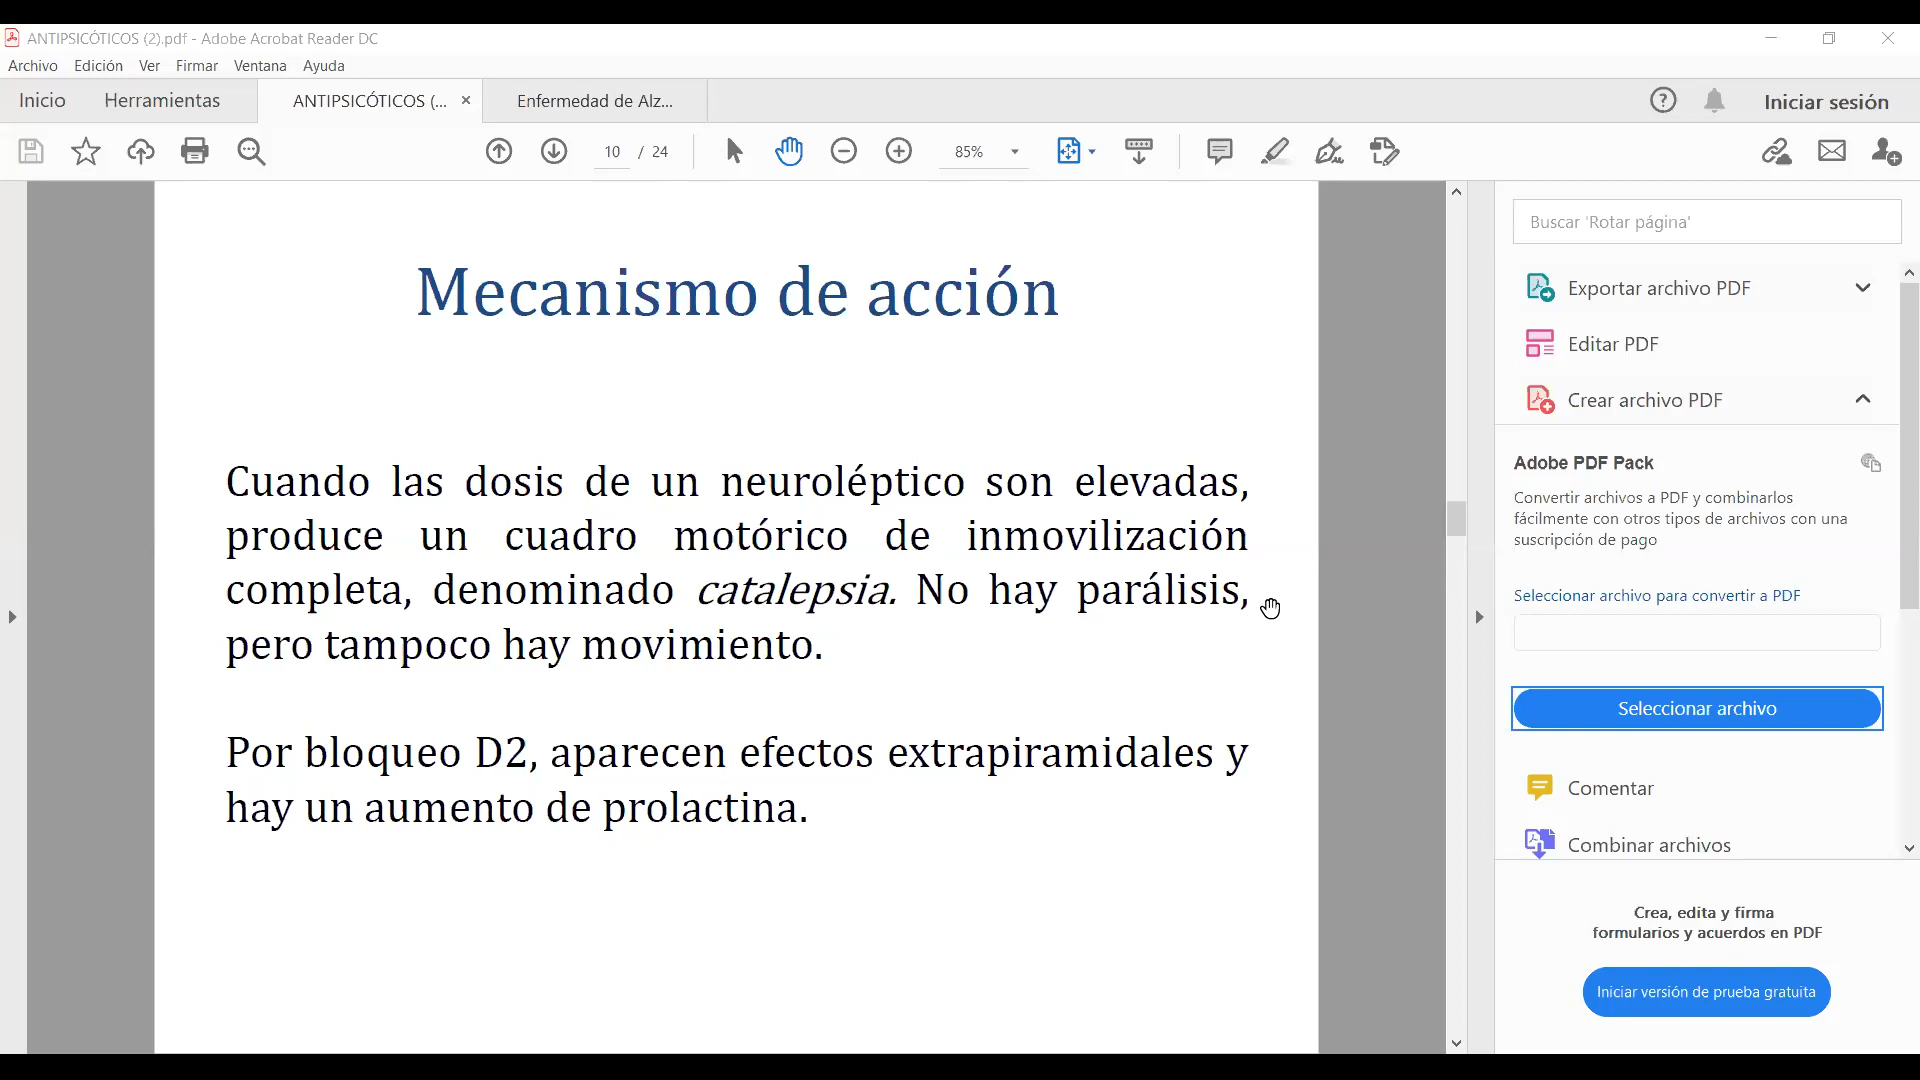 ANTIPSICÓTICOS (2).pdf - Adobe Acrobat Reader DC
Archivo Edición Ver Firmar Ventana Ayuda
Inicio Herramientas ANTIPSICÓTICOS (... × Enfermedad de Alz... Iniciar sesión
10 / 24 85%
Mecanismo de acción
Cuando las dosis de un neuroléptico son elevadas,
produce un cuadro motórico de inmovilización
completa, denominado catalepsia. No hay parálisis,
pero tampoco hay movimiento.
Por bloqueo D2, aparecen efectos extrapiramidales y
hay un aumento de prolactina.
Buscar 'Rotar página'
Exportar archivo PDF
Editar PDF
Crear archivo PDF
Adobe PDF Pack
Convertir archivos a PDF y combinarlos
fácilmente con otros tipos de archivos con una
suscripción de pago
Seleccionar archivo para convertir a PDF
Seleccionar archivo
Comentar
Combinar archivos
Crea, edita y firma
formularios y acuerdos en PDF
Iniciar versión de prueba gratuita